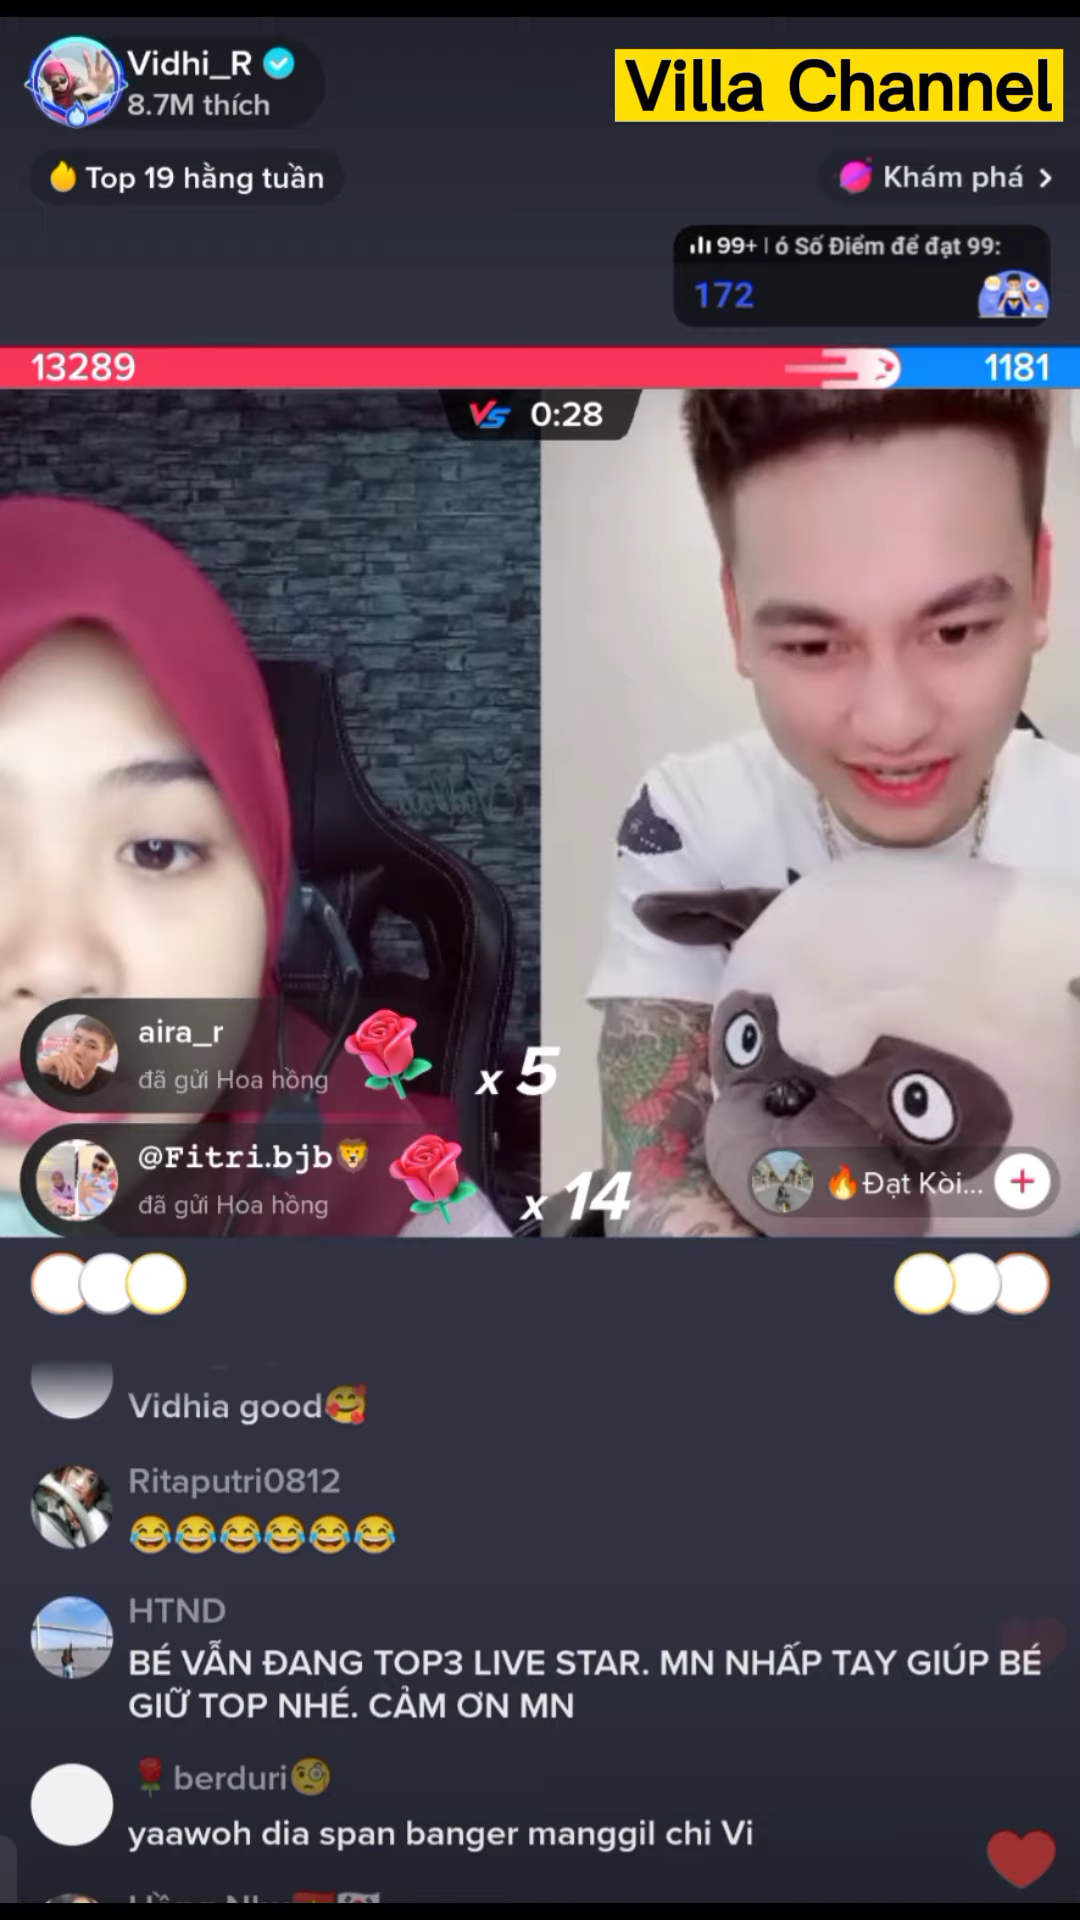 Vidhi_R
8.7M thích
Villa Channel
Top 19 hằng tuần
Khám phá
99+ | ó Số Điểm để đạt 99:
172
13289
1181
VS 0:28
aira_r
đã gửi Hoa hồng
x 5
@Fitri.bjb🦁
đã gửi Hoa hồng
x 14
🔥Đạt Kòi...
Vidhia good🥰
Ritaputri0812
😂😂😂😂😂😂
HTND
BÉ VẪN ĐANG TOP3 LIVE STAR. MN NHẤP TAY GIÚP BÉ
GIỮ TOP NHÉ. CẢM ƠN MN
🌹berduri🧐
yaawoh dia span banger manggil chi Vi